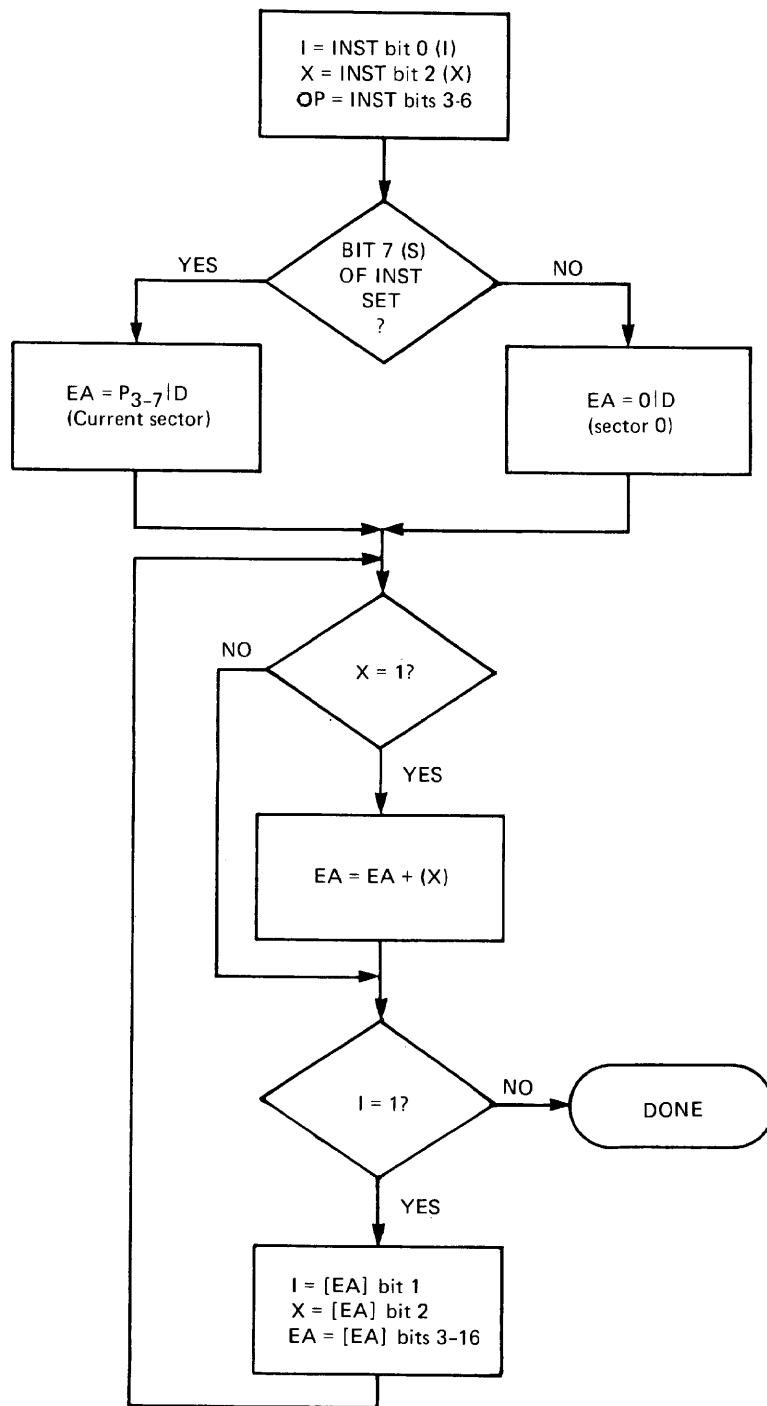 I = INST bit 0 (I)
X = INST bit 2 (X)
OP = INST bits 3-6
BIT 7 (S)
OF INST
SET
?
YES
NO
EA = P3-7|D
(Current sector)
EA = 0|D
(sector 0)
NO
X = 1?
YES
EA = EA + (X)
I = 1?
NO
DONE
YES
I = [EA] bit 1
X = [EA] bit 2
EA = [EA] bits 3-16